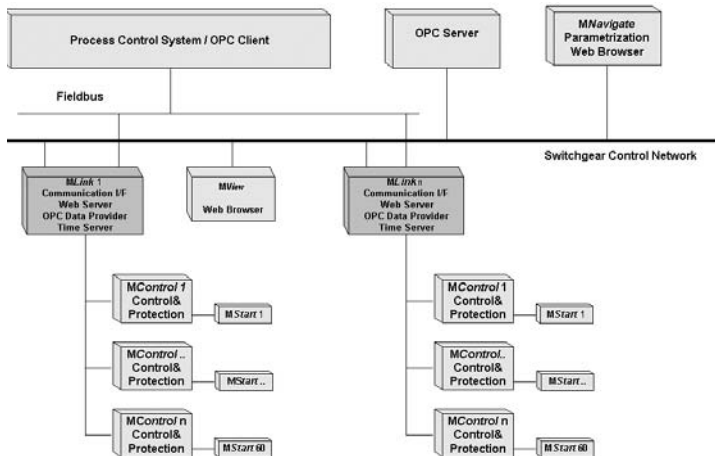 Process Control System / OPC Client
OPC Server
MNavigate
Parametrization
Web Browser
Fieldbus
Switchgear Control Network
MLink 1
Communication I/F
Web Server
OPC Data Provider
Time Server
MView
Web Browser
MLink n
Communication I/F
Web Server
OPC Data Provider
Time Server
MControl 1
Control&
Protection
MStart 1
MControl ..
Control&
Protection
MStart ..
MControl n
Control&
Protection
MStart 60
MControl 1
Control&
Protection
MStart 1
MControl..
Control&
Protection
MStart ..
MControl n
Control&
Protection
MStart 60